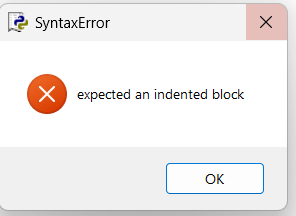 SyntaxError
expected an indented block
OK